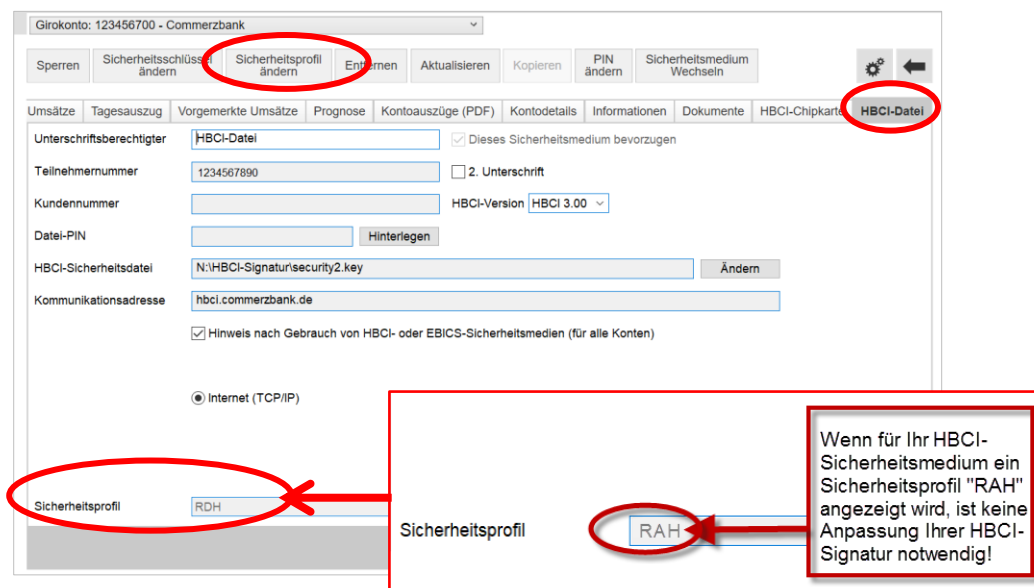 Girokonto: 123456700 - Commerzbank
Sperren
Sicherheitsschlüssel
ändern
Sicherheitsprofil
ändern
Entfernen
Aktualisieren
Kopieren
PIN
ändern
Sicherheitsmedium
Wechseln
Umsätze Tagesauszug Vorgemerkte Umsätze Prognose Kontoauszüge (PDF) Kontodetails Informationen Dokumente HBCI-Chipkarte HBCI-Datei
Unterschriftsberechtigter HBCI-Datei Dieses Sicherheitsmedium bevorzugen
Teilnehmernummer 1234567890 2. Unterschrift
Kundennummer HBCI-Version HBCI 3.00
Datei-PIN Hinterlegen
HBCI-Sicherheitsdatei N:\HBCI-Signatur\security2.key Ändern
Kommunikationsadresse hbci.commerzbank.de
Hinweis nach Gebrauch von HBCI- oder EBICS-Sicherheitsmedien (für alle Konten)
Internet (TCP/IP)
Sicherheitsprofil RDH
Sicherheitsprofil RAH
Wenn für Ihr HBCI-
Sicherheitsmedium ein
Sicherheitsprofil "RAH"
angezeigt wird, ist keine
Anpassung Ihrer HBCI-
Signatur notwendig!